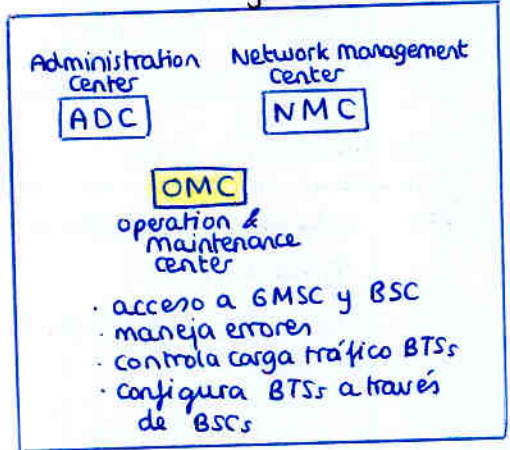 Administration Center
Network management Center
ADC
NMC
OMC
operation &
maintenance
center
· acceso a GMSC y BSC
· maneja errores
· controla carga tráfico BTSs
· configura BTSs a través
de BSCs